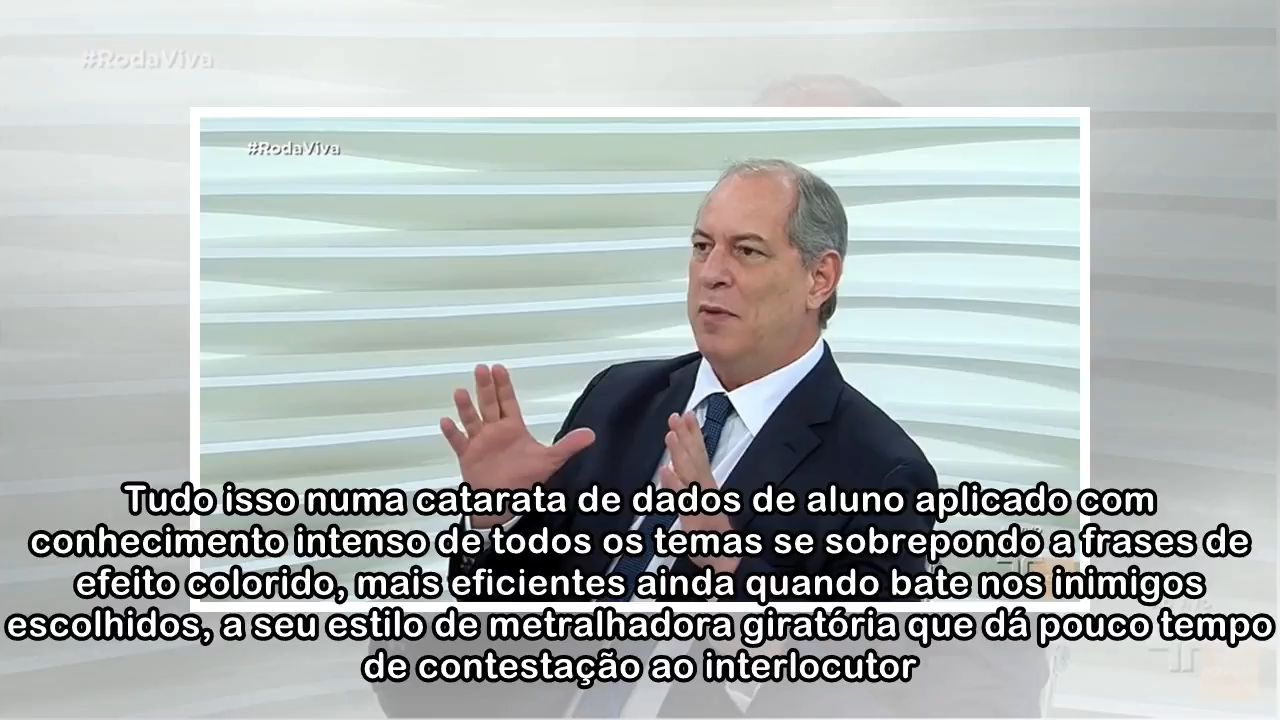 #RodaViva
#RodaViva
Tudo isso numa catarata de dados de aluno aplicado com
conhecimento intenso de todos os temas se sobrepondo a frases de
efeito colorido, mais eficientes ainda quando bate nos inimigos
escolhidos, a seu estilo de metralhadora giratória que dá pouco tempo
de contestação ao interlocutor